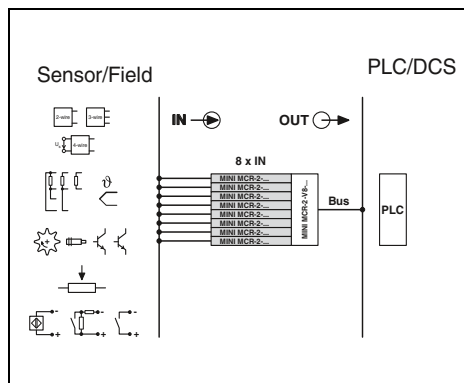 Sensor/Field
PLC/DCS
2-wire
3-wire
4-wire
IN
OUT
8 x IN
MINI MCR-2-...
MINI MCR-2-...
MINI MCR-2-...
MINI MCR-2-...
MINI MCR-2-...
MINI MCR-2-...
MINI MCR-2-...
MINI MCR-2-...
MINI MCR-2-V8-...
Bus
PLC
ϑ
- - -
+ + +